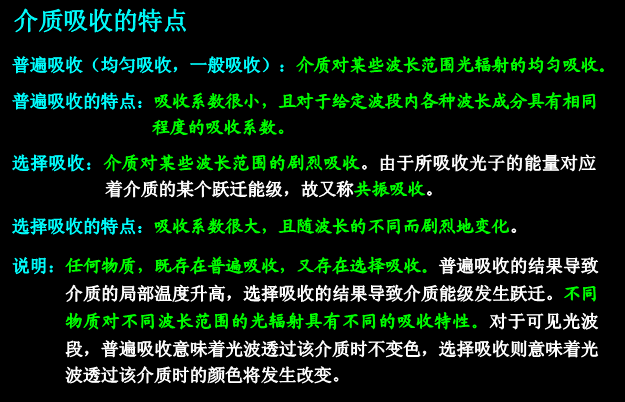 介质吸收的特点
普遍吸收（均匀吸收，一般吸收）：介质对某些波长范围光辐射的均匀吸收。
普遍吸收的特点：吸收系数很小，且对于给定波段内各种波长成分具有相同
程度的吸收系数。
选择吸收：介质对某些波长范围的剧烈吸收。由于所吸收光子的能量对应
着介质的某个跃迁能级，故又称共振吸收。
选择吸收的特点：吸收系数很大，且随波长的不同而剧烈地变化。
说明：任何物质，既存在普遍吸收，又存在选择吸收。普遍吸收的结果导致
介质的局部温度升高，选择吸收的结果导致介质能级发生跃迁。不同
物质对不同波长范围的光辐射具有不同的吸收特性。对于可见光波
段，普遍吸收意味着光波透过该介质时不变色，选择吸收则意味着光
波透过该介质时的颜色将发生改变。